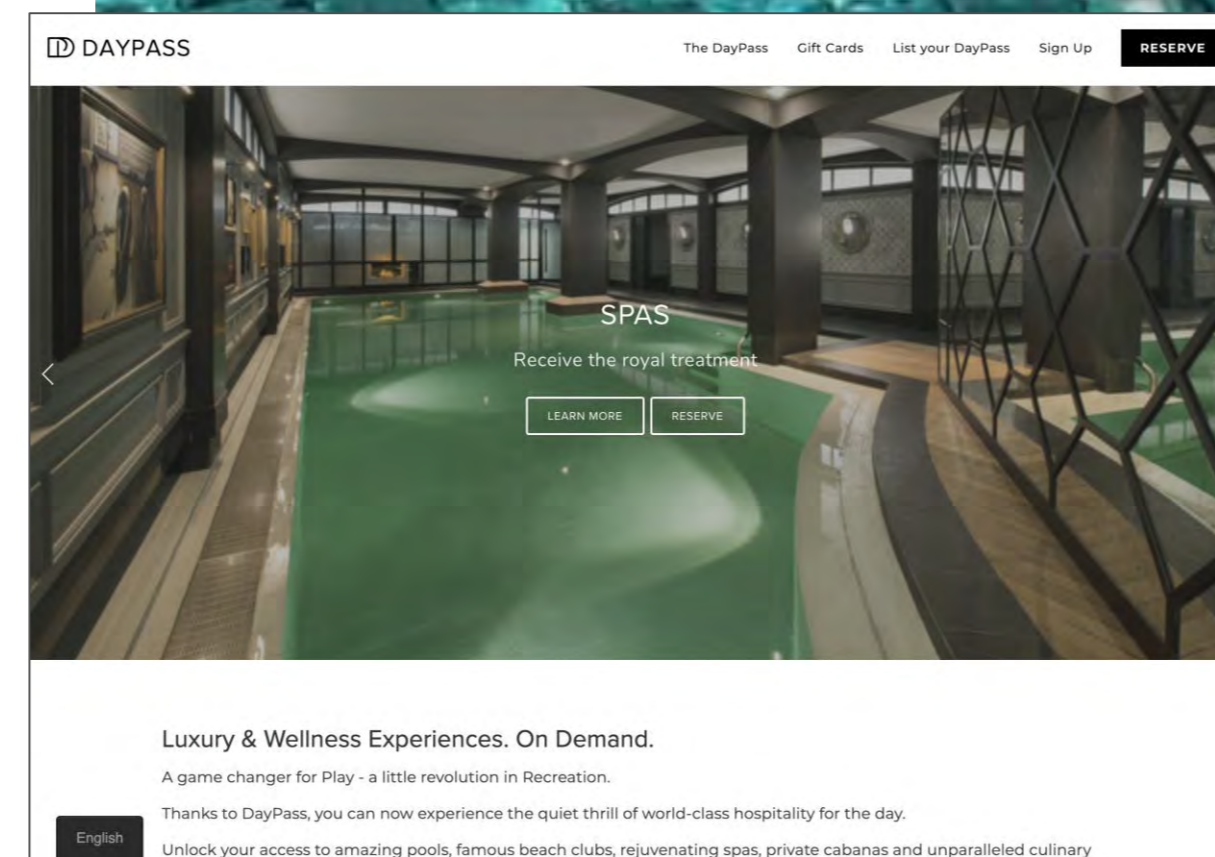 DAYPASS
The DayPass Gift Cards List your DayPass Sign Up RESERVE
SPAS
Receive the royal treatment
LEARN MORE RESERVE
Luxury & Wellness Experiences. On Demand.
A game changer for Play - a little revolution in Recreation.
Thanks to DayPass, you can now experience the quiet thrill of world-class hospitality for the day.
English
Unlock your access to amazing pools, famous beach clubs, rejuvenating spas, private cabanas and unparalleled culinary